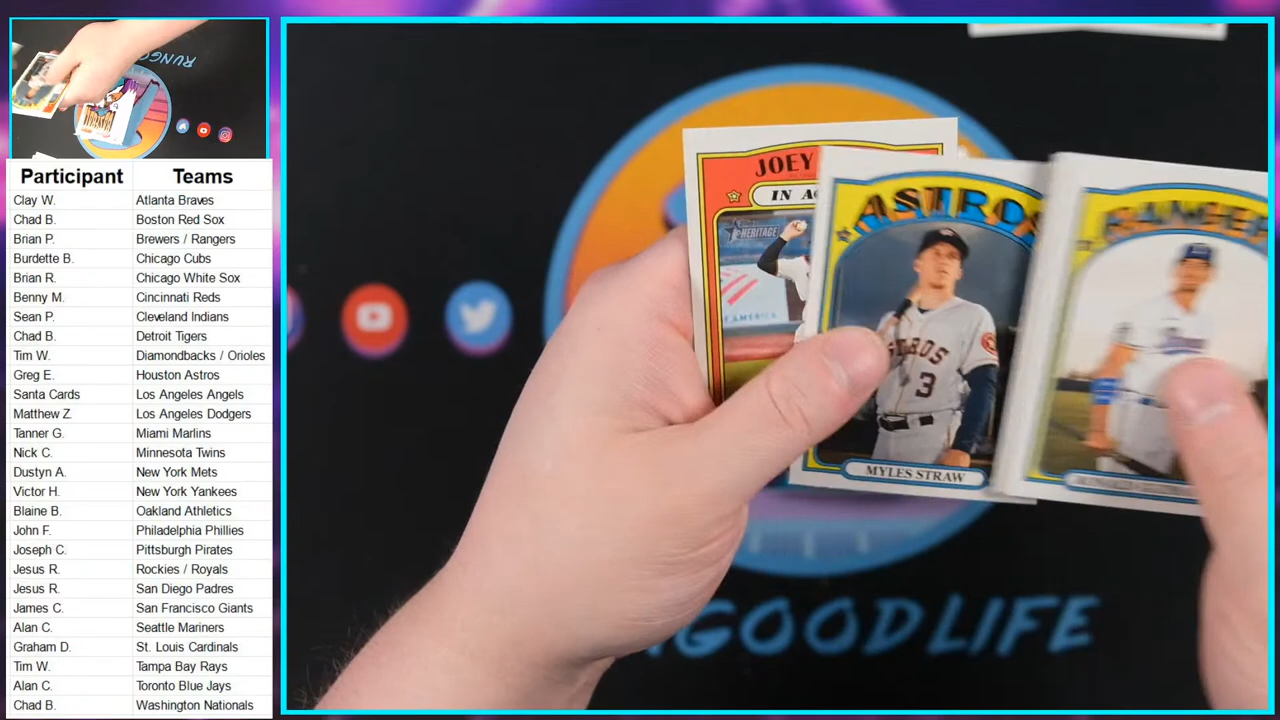 RUNGOOD
Participant Teams
Clay W. Atlanta Braves
Chad B. Boston Red Sox
Brian P. Brewers / Rangers
Burdette B. Chicago Cubs
Brian R. Chicago White Sox
Benny M. Cincinnati Reds
Sean P. Cleveland Indians
Chad B. Detroit Tigers
Tim W. Diamondbacks / Orioles
Greg E. Houston Astros
Santa Cards Los Angeles Angels
Matthew Z. Los Angeles Dodgers
Tanner G. Miami Marlins
Nick C. Minnesota Twins
Dustyn A. New York Mets
Victor H. New York Yankees
Blaine B. Oakland Athletics
John F. Philadelphia Phillies
Joseph C. Pittsburgh Pirates
Jesus R. Rockies / Royals
Jesus R. San Diego Padres
James C. San Francisco Giants
Alan C. Seattle Mariners
Graham D. St. Louis Cardinals
Tim W. Tampa Bay Rays
Alan C. Toronto Blue Jays
Chad B. Washington Nationals
JOEY
IN AC
HERITAGE
AMERICA
ASTROS
ASTROS
3
MYLES STRAW
RANGER
GOODLIFE